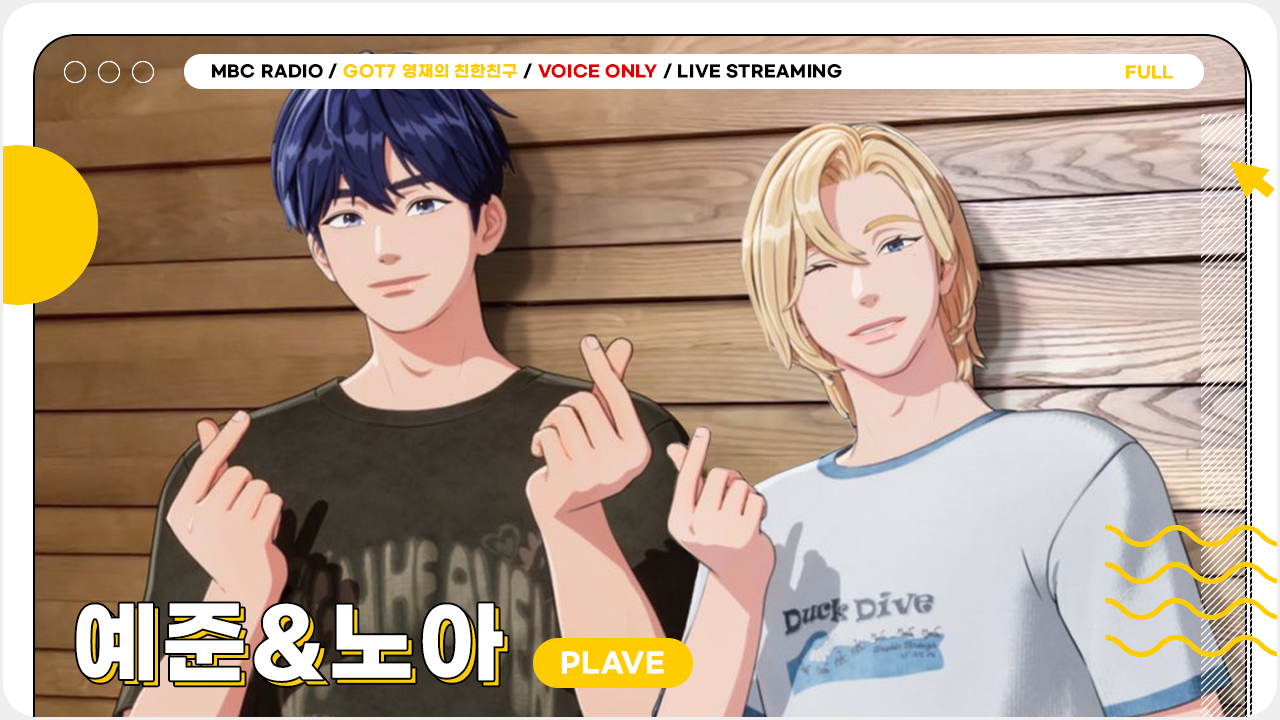 MBC RADIO / GOT7 영재의 친한친구 / VOICE ONLY / LIVE STREAMING
FULL
Duck Dive
예준&노아
PLAVE